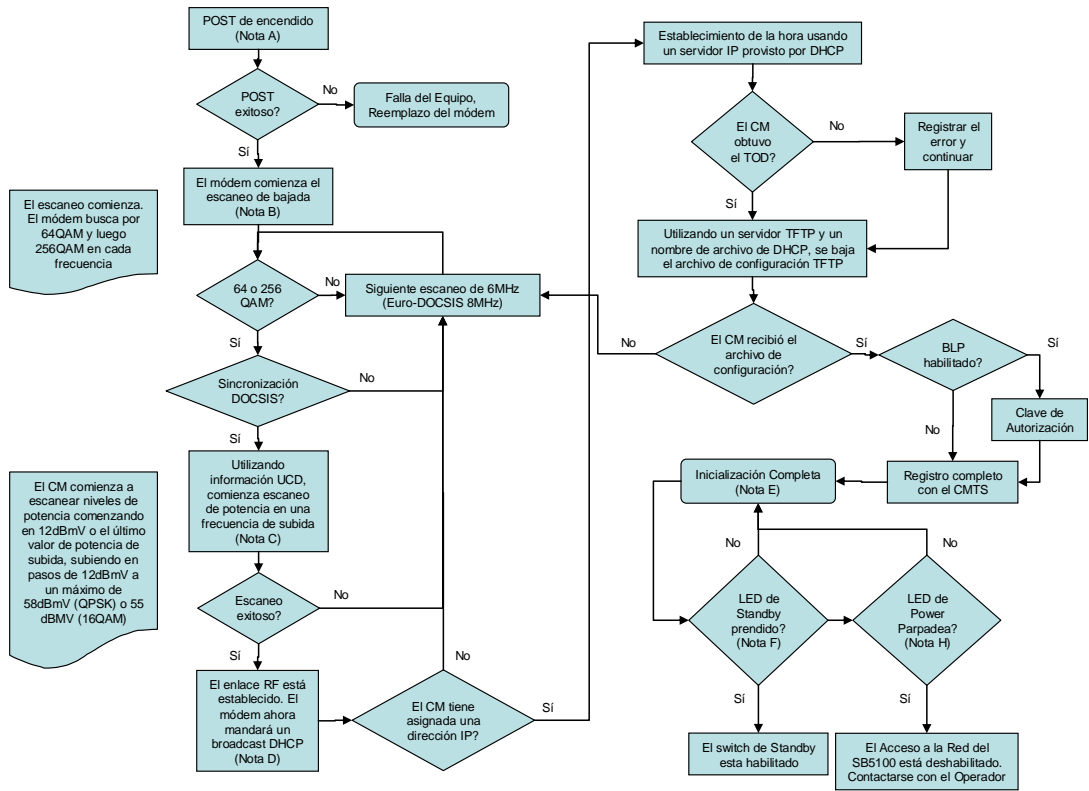 POST de encendido
(Nota A)
POST
exitoso?
No
Falla del Equipo,
Reemplazo del módem
Sí
El módem comienza el
escaneo de bajada
(Nota B)
El escaneo comienza.
El módem busca por
64QAM y luego
256QAM en cada
frecuencia
64 o 256
QAM?
No
Siguiente escaneo de 6MHz
(Euro-DOCSIS 8MHz)
Sí
Sincronización
DOCSIS?
No
Sí
Utilizando
información UCD,
comienza escaneo
de potencia en una
frecuencia de subida
(Nota C)
El CM comienza a
escanear niveles de
potencia comenzando
en 12dBmV o el último
valor de potencia de
subida, subiendo en
pasos de 12dBmV a
un máximo de
58dBmV (QPSK) o 55
dBMV (16QAM)
Escaneo
exitoso?
No
Sí
El enlace RF está
establecido. El
módem ahora
mandará un
broadcast DHCP
(Nota D)
No
El CM tiene
asignada una
dirección IP?
Sí
Establecimiento de la hora usando
un servidor IP provisto por DHCP
El CM
obtuvo
el TOD?
No
Registrar el
error y
continuar
Sí
Utilizando un servidor TFTP y un
nombre de archivo de DHCP, se baja
el archivo de configuración TFTP
No
El CM recibió el
archivo de
configuración?
Sí
BLP
habilitado?
Sí
Clave de
Autorización
No
Registro completo
con el CMTS
Inicialización Completa
(Nota E)
No
No
LED de
Standby
prendido?
(Nota F)
LED de
Power
Parpadea?
(Nota H)
Sí
Sí
El switch de Standby
esta habilitado
El Acceso a la Red del
SB5100 está deshabilitado.
Contactarse con el Operador